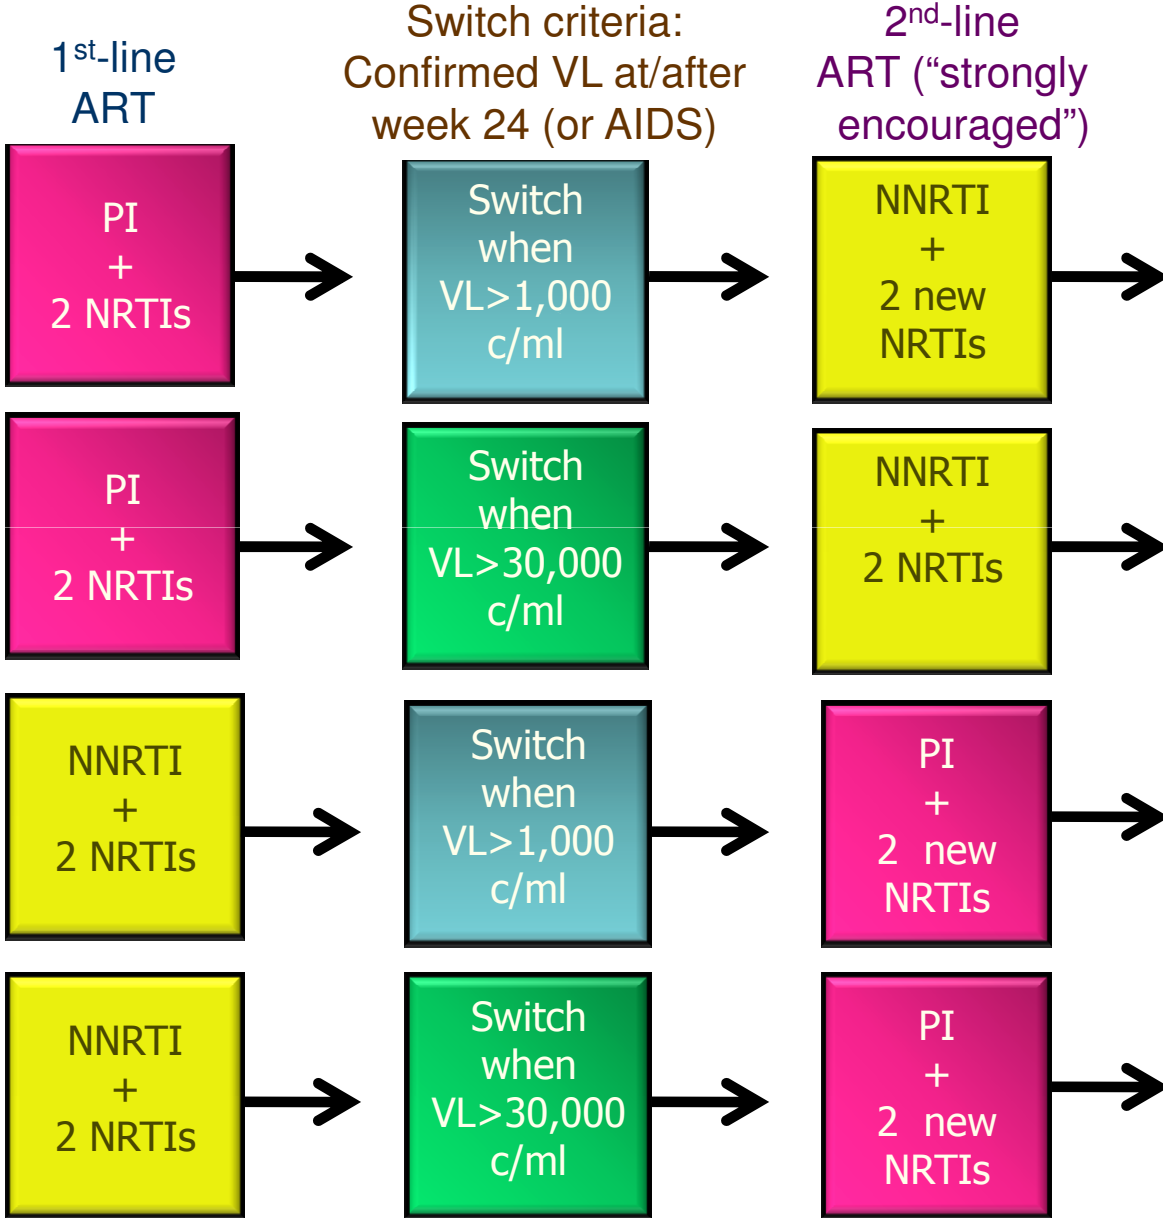 1st-line
ART
Switch criteria:
Confirmed VL at/after
week 24 (or AIDS)
2nd-line
ART (“strongly
encouraged”)
PI
+
2 NRTIs
Switch
when
VL>1,000
c/ml
NNRTI
+
2 new
NRTIs
PI
+
2 NRTIs
Switch
when
VL>30,000
c/ml
NNRTI
+
2 NRTIs
NNRTI
+
2 NRTIs
Switch
when
VL>1,000
c/ml
PI
+
2 new
NRTIs
NNRTI
+
2 NRTIs
Switch
when
VL>30,000
c/ml
PI
+
2 new
NRTIs